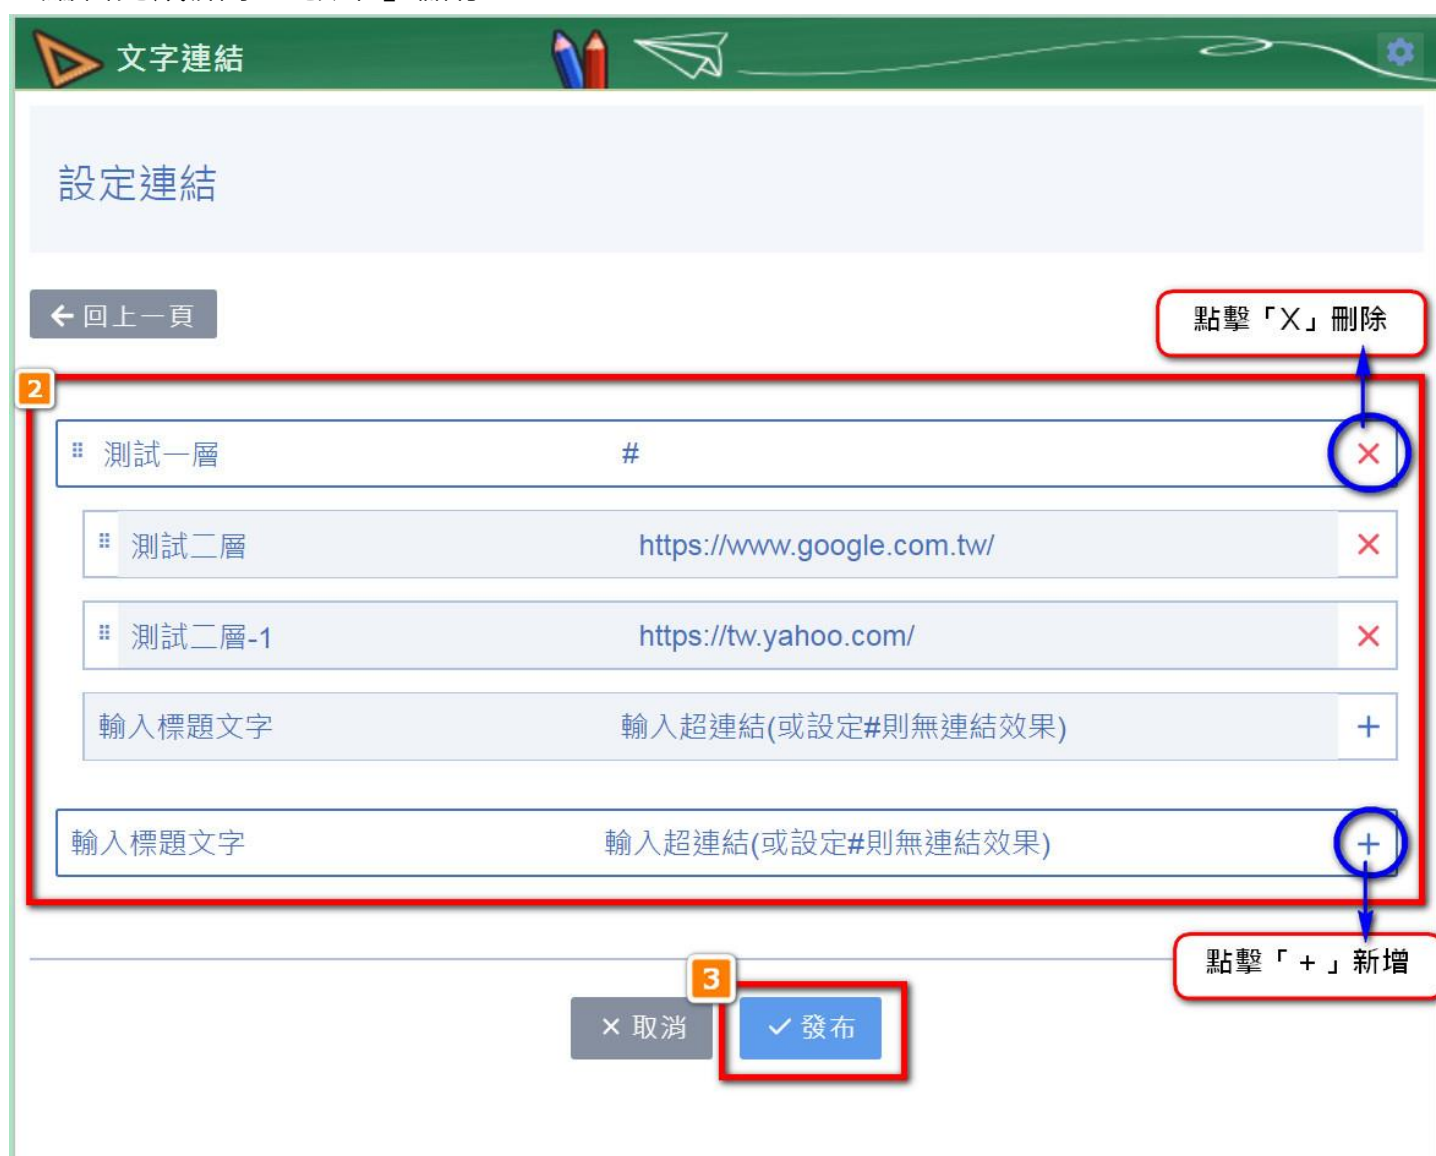 文字連結
設定連結
回上一頁
點擊「X」刪除
2
測試一層 #
測試二層 https://www.google.com.tw/
測試二層-1 https://tw.yahoo.com/
輸入標題文字 輸入超連結(或設定#則無連結效果)
輸入標題文字 輸入超連結(或設定#則無連結效果)
點擊「+」新增
3
取消 發布